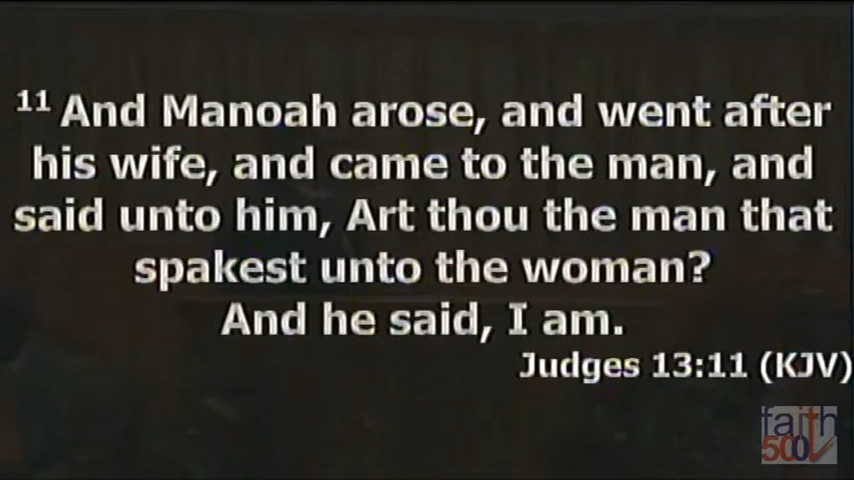 11 And Manoah arose, and went after
his wife, and came to the man, and
said unto him, Art thou the man that
spakest unto the woman?
And he said, I am.
Judges 13:11 (KJV)
faith
500